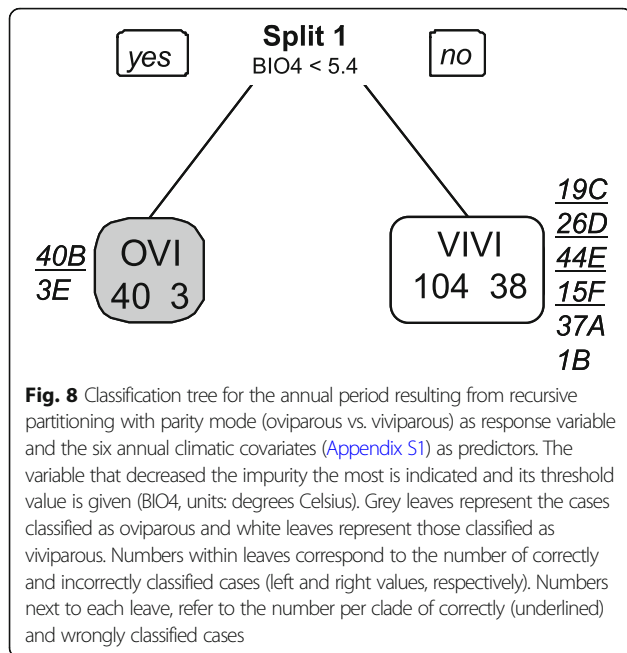 yes
Split 1
no
BIO4 < 5.4
40B
3E
OVI
40 3
VIVI
104 38
19C
26D
44E
15F
37A
1B
Fig. 8 Classification tree for the annual period resulting from recursive
partitioning with parity mode (oviparous vs. viviparous) as response variable
and the six annual climatic covariates (Appendix S1) as predictors. The
variable that decreased the impurity the most is indicated and its threshold
value is given (BIO4, units: degrees Celsius). Grey leaves represent the cases
classified as oviparous and white leaves represent those classified as
viviparous. Numbers within leaves correspond to the number of correctly
and incorrectly classified cases (left and right values, respectively). Numbers
next to each leave, refer to the number per clade of correctly (underlined)
and wrongly classified cases